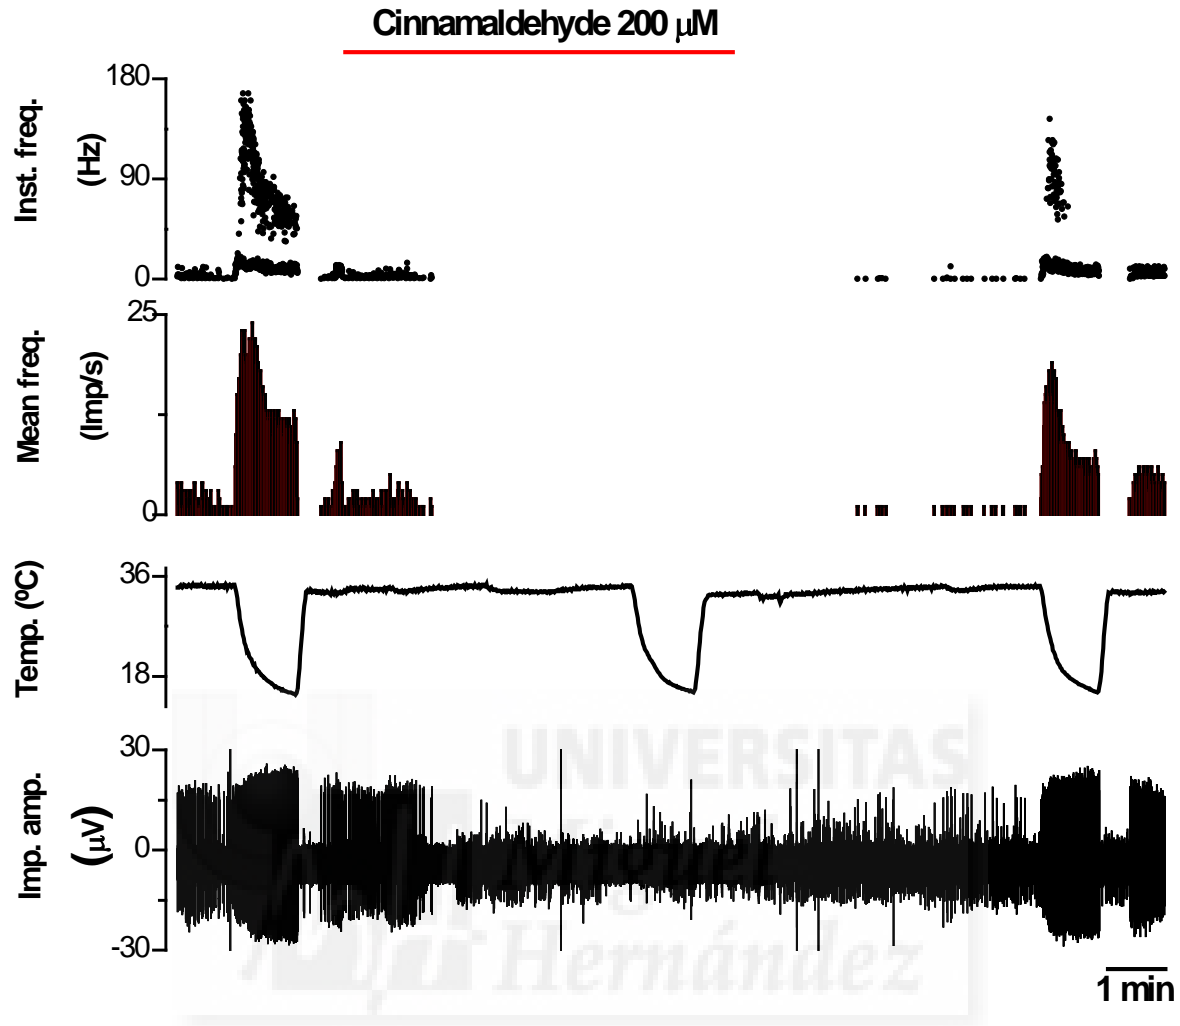 Cinnamaldehyde 200 μM
Inst. freq.
(Hz)
180
90
0
Mean freq.
(Imp/s)
25
0
Temp. (ºC)
36
18
Imp. amp.
(μV)
30
0
-30
UNIVERSITAS
Miguel
Hernández
1 min